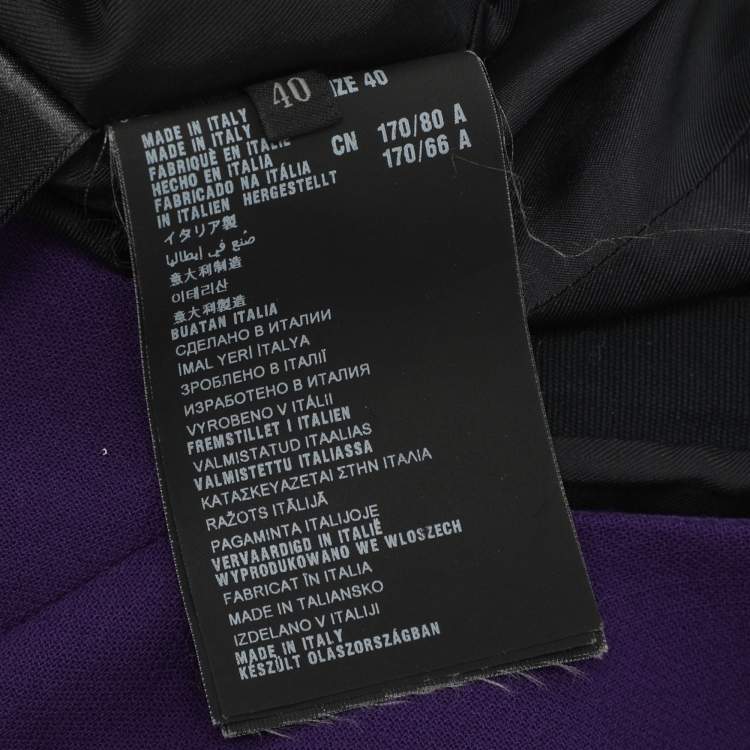 40
IZE 40
MADE IN ITALY
MADE IN ITALY
FABRIQUÉ EN ITALIE
HECHO EN ITALIA
FABRICADO NA ITÁLIA
IN ITALIEN HERGESTELLT
CN 170/80 A
170/66 A
イタリア製
صنع في إيطاليا
意大利制造
이테리산
意大利製造
BUATAN ITALIA
СДЕЛАНО В ИТАЛИИ
İMAL YERİ İTALYA
ЗРОБЛЕНО В ІТАЛІЇ
ИЗРАБОТЕНО В ИТАЛИЯ
VYROBENO V ITÁLII
FREMSTILLET I ITALIEN
VALMISTATUD ITAALIAS
VALMISTETTU ITALIASSA
ΚΑΤΑΣΚΕΥΑΖΕΤΑΙ ΣΤΗΝ ΙΤΑΛΙΑ
RAŽOTS ITĀLIJĀ
PAGAMINTA ITALIJOJE
VERVAARDIGD IN ITALIË
WYPRODUKOWANO WE WLOSZECH
FABRICAT ÎN ITALIA
MADE IN TALIANSKO
IZDELANO V ITALIJI
MADE IN ITALY
KÉSZÜLT OLASZORSZÁGBAN